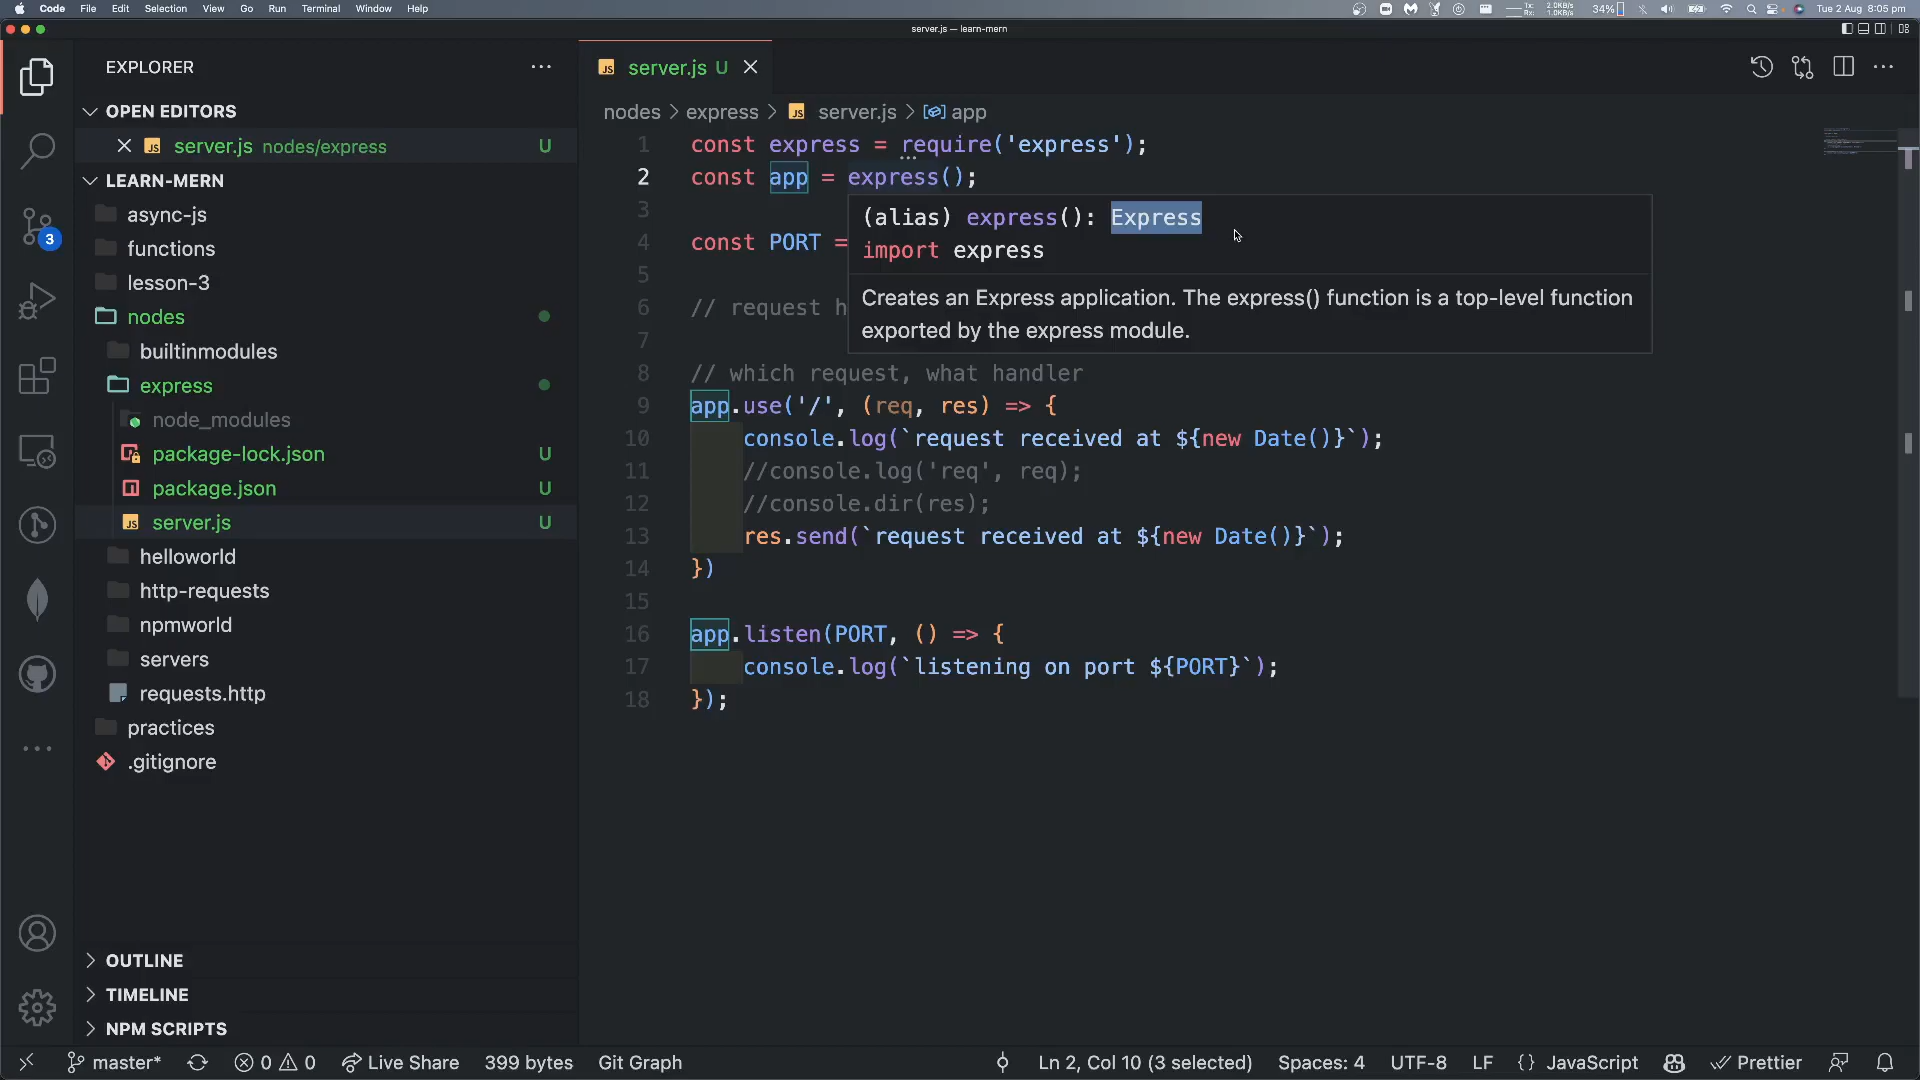 Code File Edit Selection View Go Run Terminal Window Help
Tx: 2.0KB/s
Rx: 1.0KB/s
34%
Tue 2 Aug 8:05 pm
server.js — learn-mern
EXPLORER
OPEN EDITORS
server.js nodes/express U
LEARN-MERN
async-js
functions
lesson-3
nodes
builtinmodules
express
node_modules
package-lock.json U
package.json U
server.js U
helloworld
http-requests
npmworld
servers
requests.http
practices
.gitignore
OUTLINE
TIMELINE
NPM SCRIPTS
3
server.js U
nodes > express > server.js > app
1 const express = require('express');
2 const app = express();
3
4 const PORT =
5
6 // request h
7
8 // which request, what handler
9 app.use('/', (req, res) => {
10 console.log(`request received at ${new Date()}`);
11 //console.log('req', req);
12 //console.dir(res);
13 res.send(`request received at ${new Date()}`);
14 })
15
16 app.listen(PORT, () => {
17 console.log(`listening on port ${PORT}`);
18 });
(alias) express(): Express
import express
Creates an Express application. The express() function is a top-level function
exported by the express module.
master* 0 0 Live Share 399 bytes Git Graph Ln 2, Col 10 (3 selected) Spaces: 4 UTF-8 LF {} JavaScript Prettier